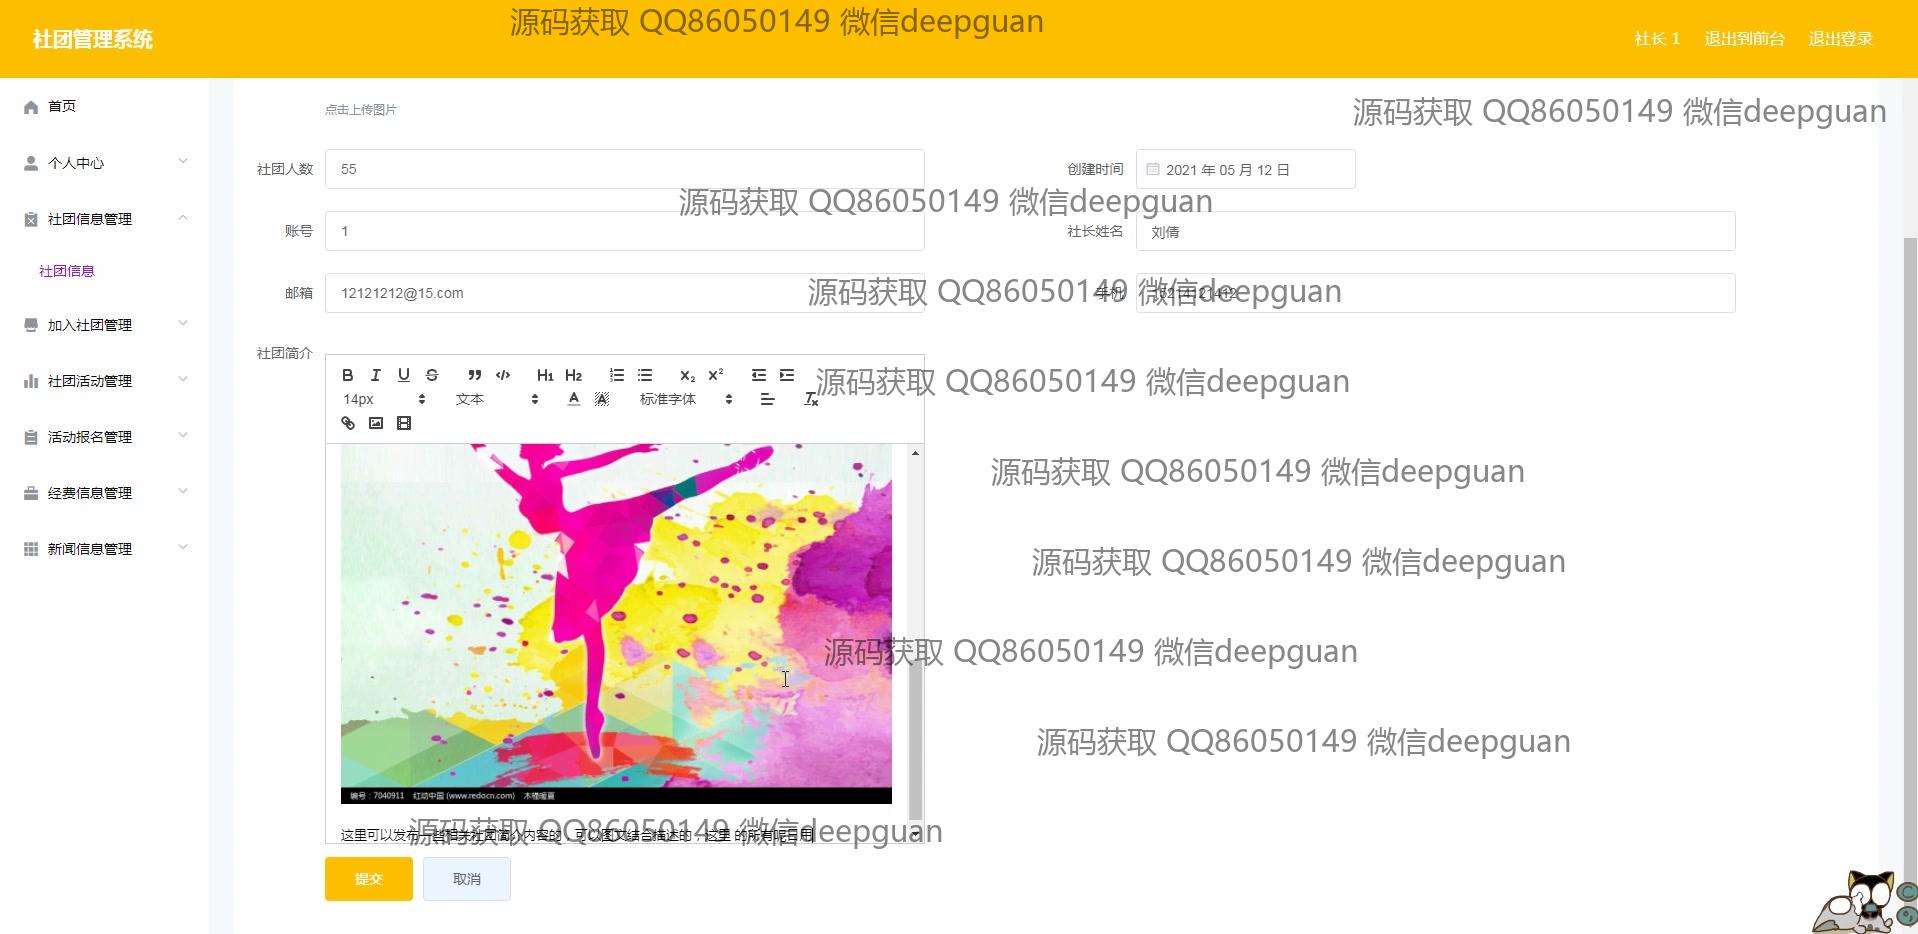 社团管理系统
源码获取 QQ86050149 微信deepguan
社长 1 退出到前台 退出登录
首页
个人中心
社团信息管理
社团信息
加入社团管理
社团活动管理
活动报名管理
经费信息管理
新闻信息管理
点击上传图片
源码获取 QQ86050149 微信deepguan
社团人数 55 创建时间 2021 年 05 月 12 日
源码获取 QQ86050149 微信deepguan
账号 1 社长姓名 刘倩
邮箱 12121212@15.com 手机
源码获取 QQ86050149 微信deepguan
社团简介
B I U S H1 H2 X2 X2
14px 文本 A A 标准字体 Tx
源码获取 QQ86050149 微信deepguan
源码获取 QQ86050149 微信deepguan
源码获取 QQ86050149 微信deepguan
源码获取 QQ86050149 微信deepguan
源码获取 QQ86050149 微信deepguan
编号：7040911 红动中国 (www.redocn.com) 木槿暖夏
这里可以发布一些相关社团简介内容的，可以图文结合描述的，这里 的所有
源码获取 QQ86050149 微信deepguan
提交 取消